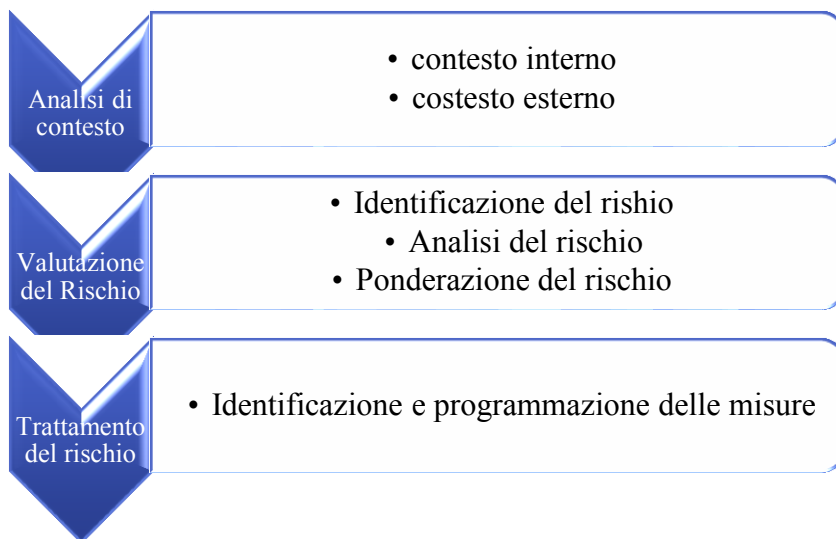 Analisi di
contesto
• contesto interno
• costesto esterno
Valutazione
del Rischio
• Identificazione del rishio
• Analisi del rischio
• Ponderazione del rischio
Trattamento
del rischio
• Identificazione e programmazione delle misure